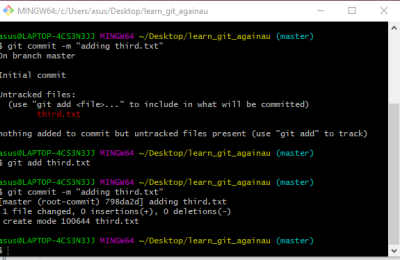 MINGW64:/c/Users/asus/Desktop/learn_git_againau
asus@LAPTOP-4CS3N3JJ MINGW64 ~/Desktop/learn_git_againau (master)
$ git commit -m "adding third.txt"
On branch master
Initial commit
Untracked files:
(use "git add <file>..." to include in what will be committed)
third.txt
nothing added to commit but untracked files present (use "git add" to track)
asus@LAPTOP-4CS3N3JJ MINGW64 ~/Desktop/learn_git_againau (master)
$ git add third.txt
asus@LAPTOP-4CS3N3JJ MINGW64 ~/Desktop/learn_git_againau (master)
$ git commit -m "adding third.txt"
[master (root-commit) 798da2d] adding third.txt
1 file changed, 0 insertions(+), 0 deletions(-)
create mode 100644 third.txt
asus@LAPTOP-4CS3N3JJ MINGW64 ~/Desktop/learn_git_againau (master)
$